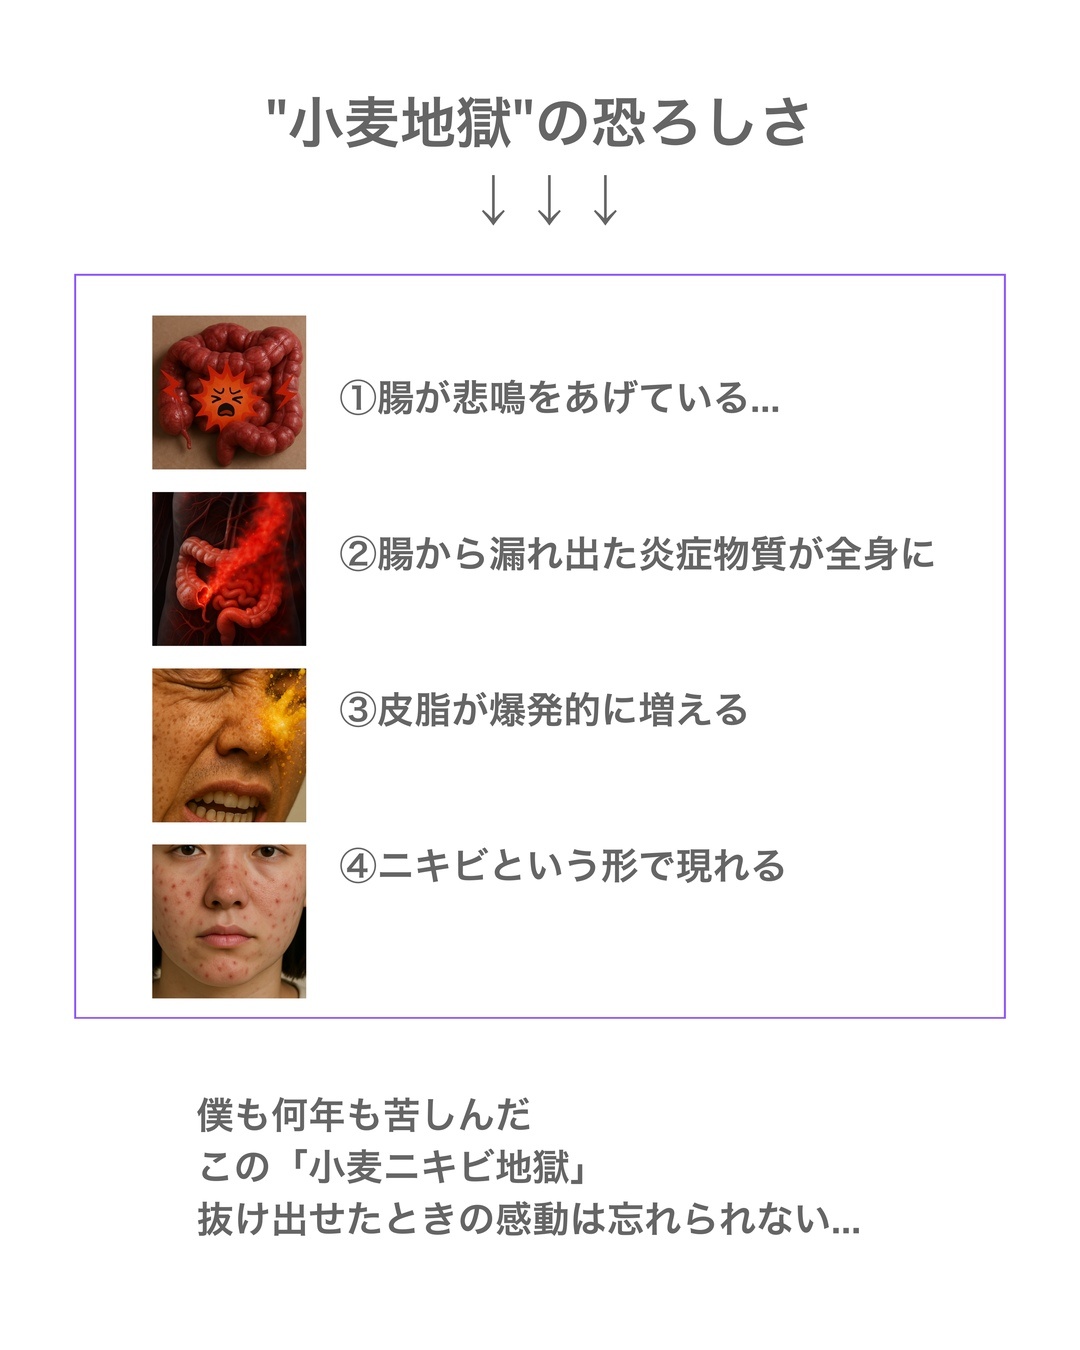 "小麦地獄"の恐ろしさ
↓ ↓ ↓
①腸が悲鳴をあげている...
②腸から漏れ出た炎症物質が全身に
③皮脂が爆発的に増える
④ニキビという形で現れる
僕も何年も苦しんだ
この「小麦ニキビ地獄」
抜け出せたときの感動は忘れられない...